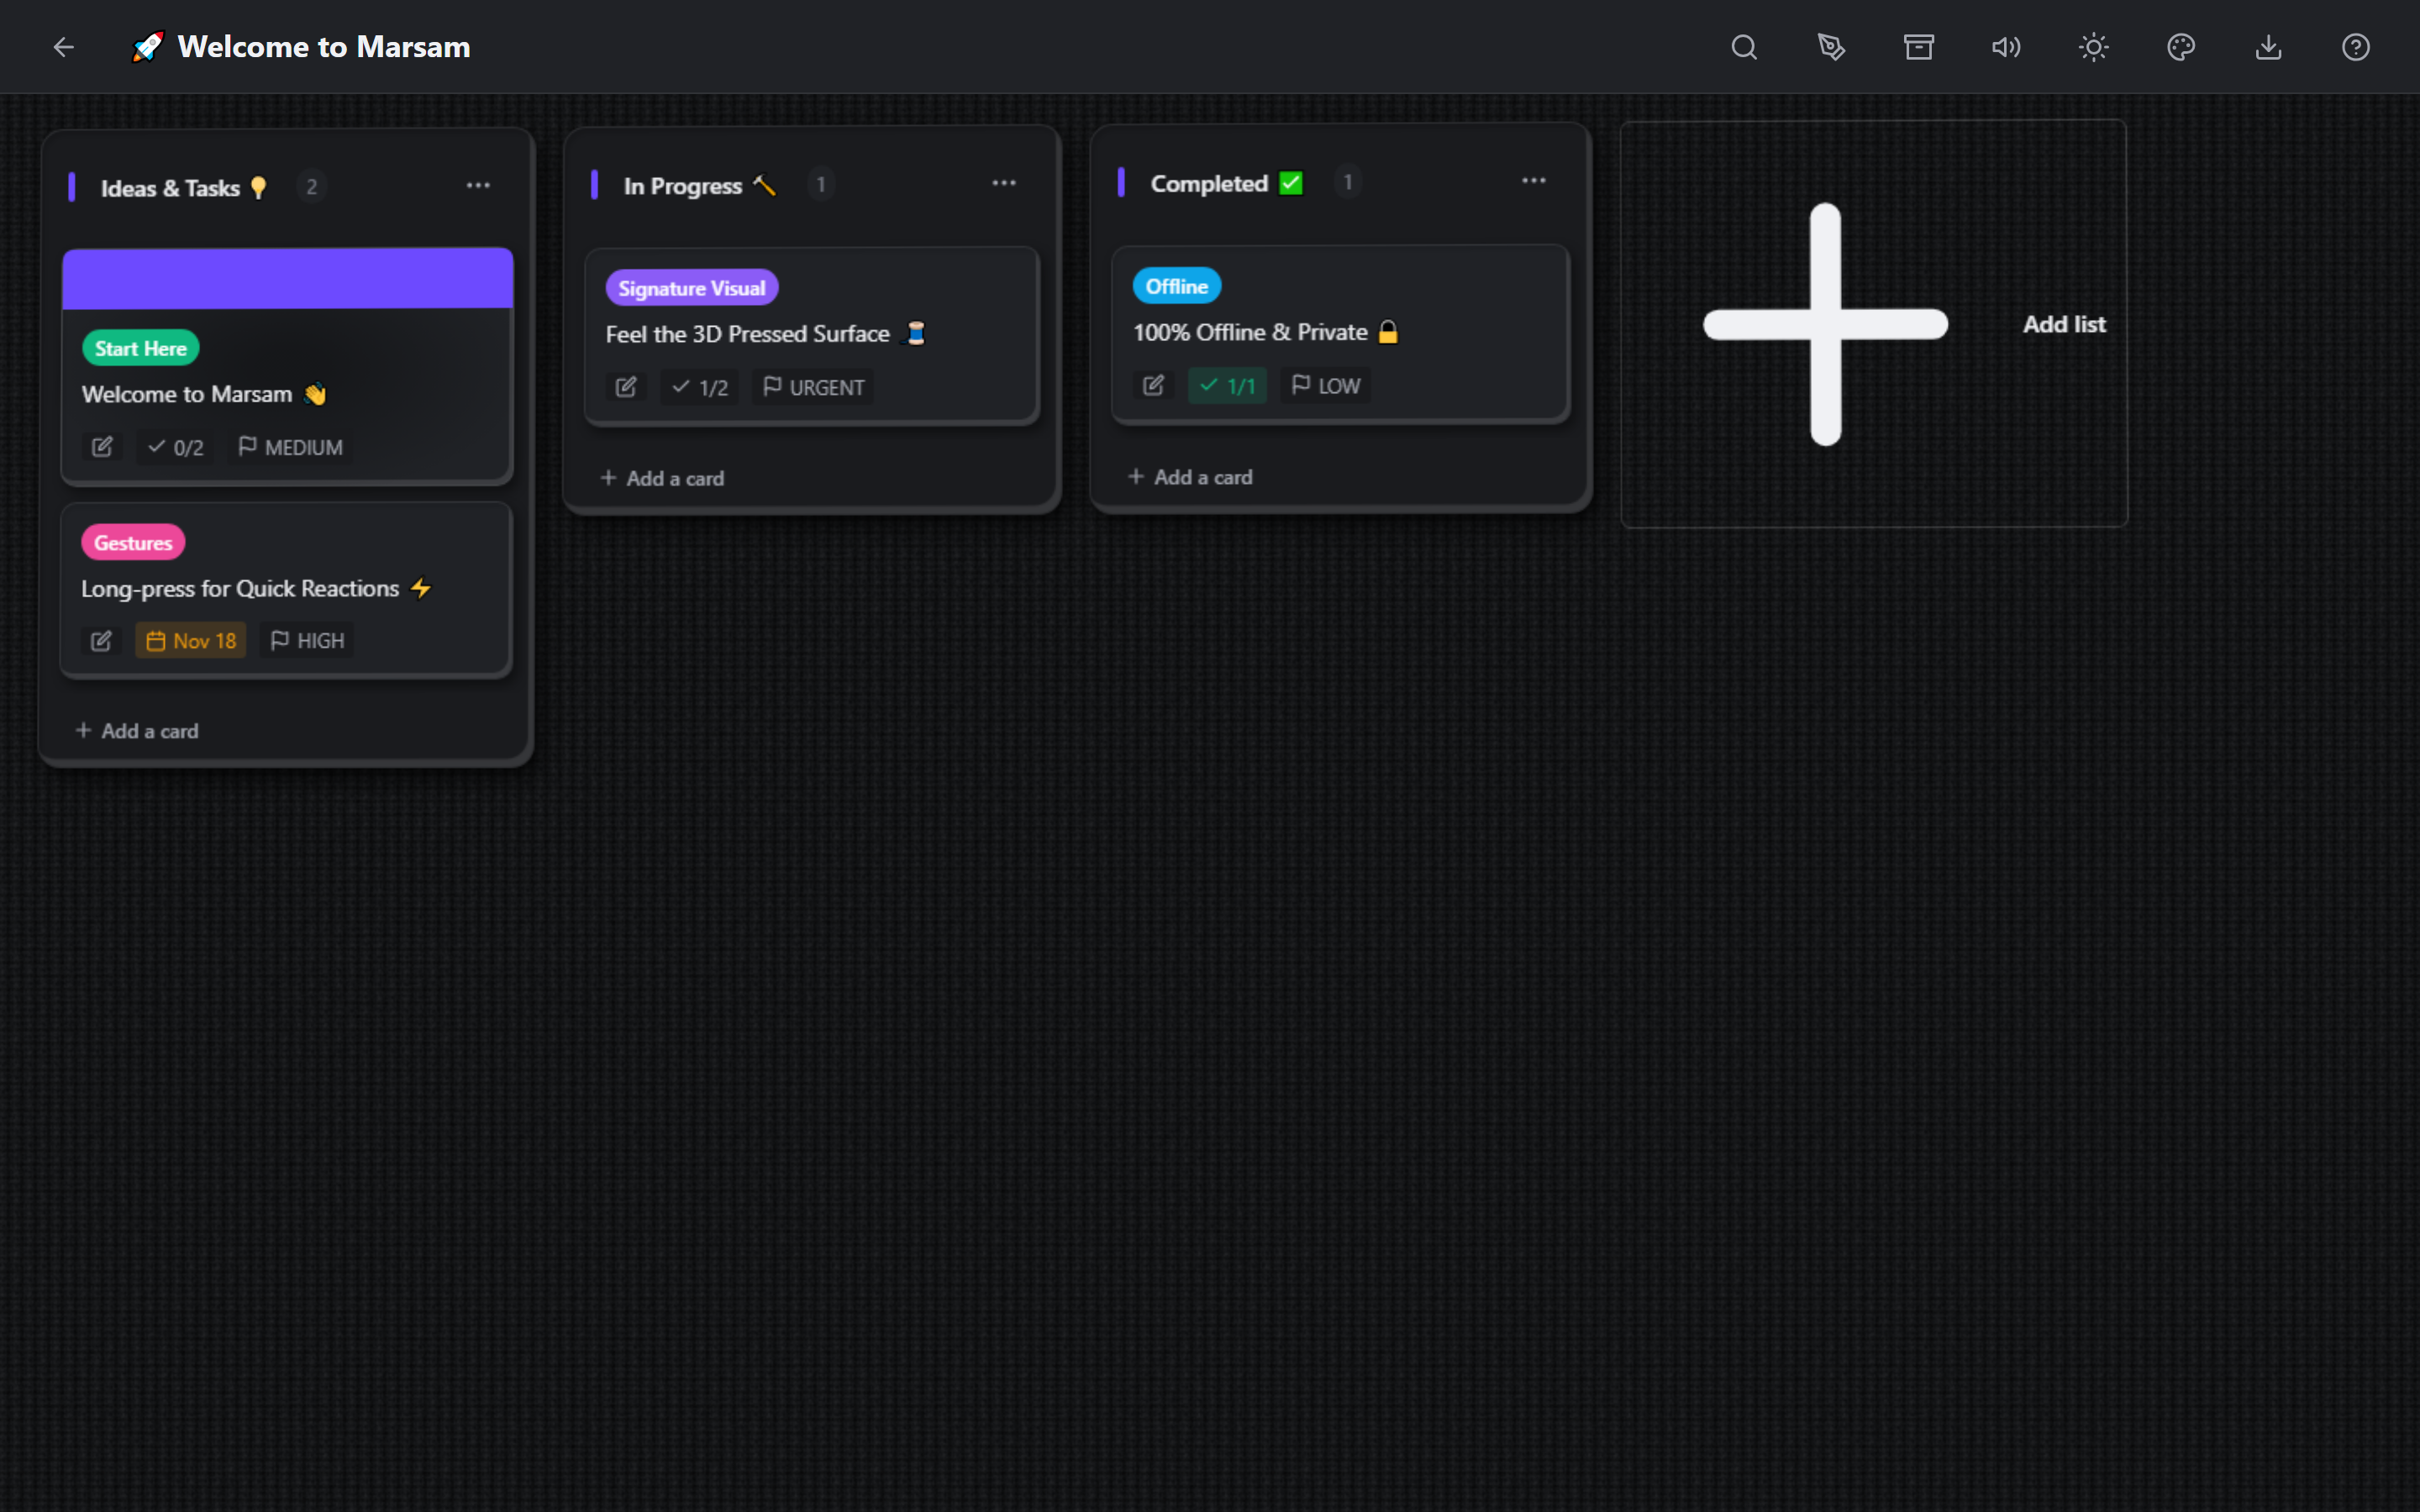 🚀 Welcome to Marsam
Ideas & Tasks 💡 2
Start Here
Welcome to Marsam 👋
0/2 MEDIUM
Gestures
Long-press for Quick Reactions ⚡
Nov 18 HIGH
+ Add a card
In Progress 🔨 1
Signature Visual
Feel the 3D Pressed Surface 🧵
1/2 URGENT
+ Add a card
Completed ✅ 1
Offline
100% Offline & Private 🔒
1/1 LOW
+ Add a card
Add list